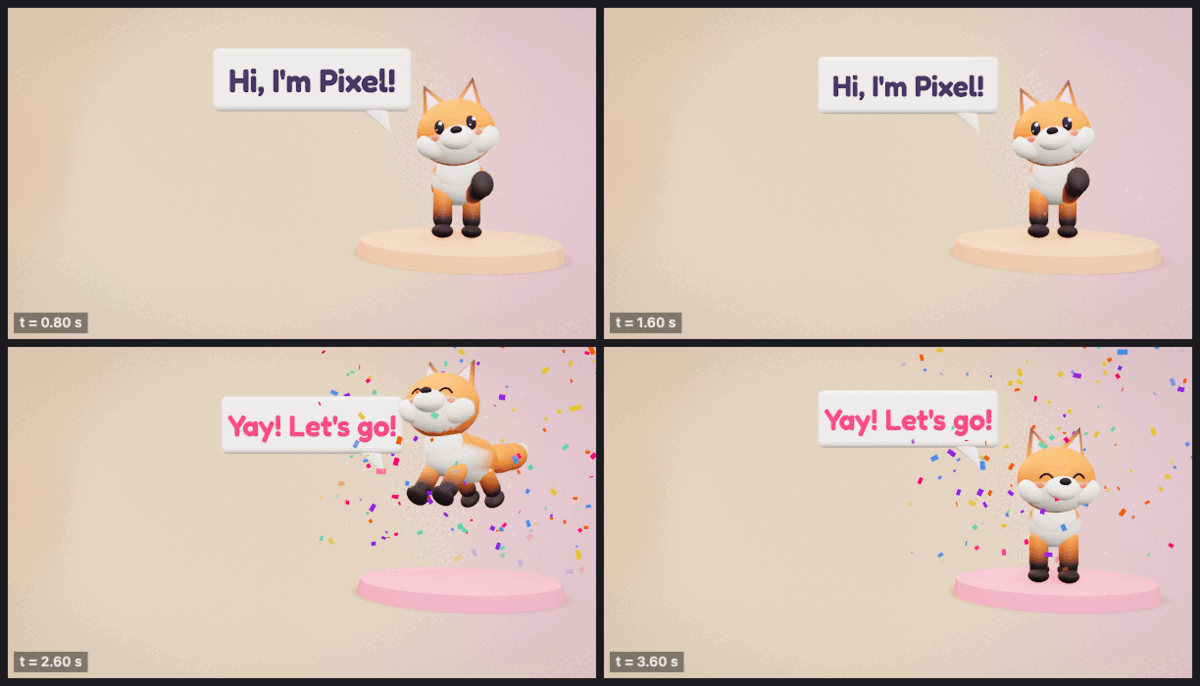 Hi, I'm Pixel!
t = 0.80 s
Hi, I'm Pixel!
t = 1.60 s
Yay! Let's go!
t = 2.60 s
Yay! Let's go!
t = 3.60 s